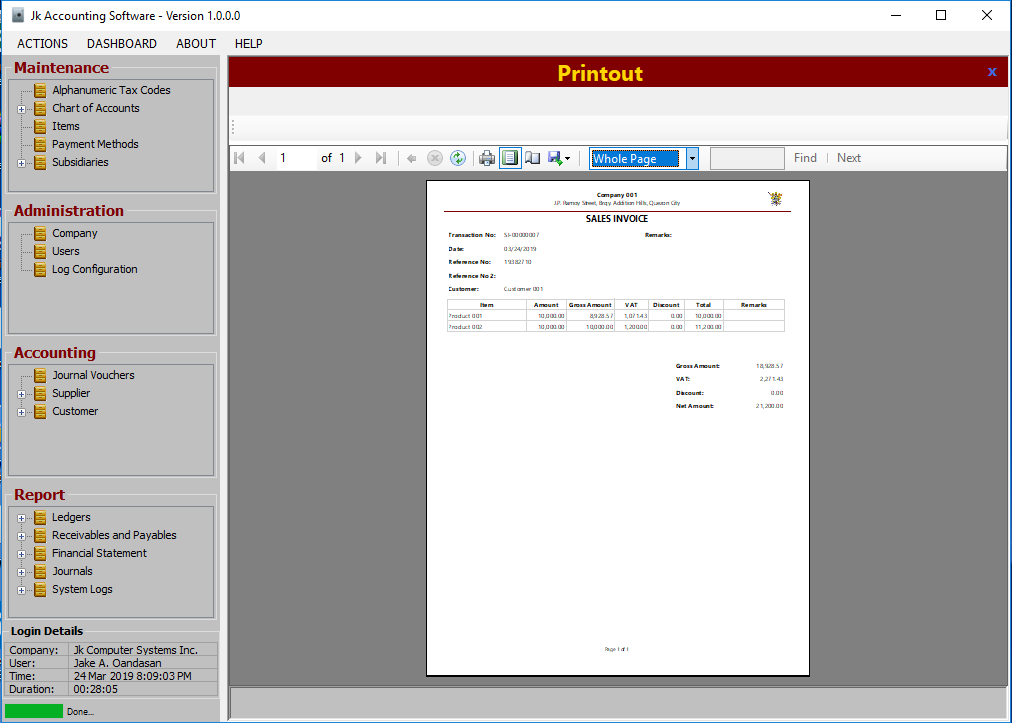 Jk Accounting Software - Version 1.0.0.0
ACTIONS DASHBOARD ABOUT HELP
Maintenance
Alphanumeric Tax Codes
Chart of Accounts
Items
Payment Methods
Subsidiaries
Administration
Company
Users
Log Configuration
Accounting
Journal Vouchers
Supplier
Customer
Report
Ledgers
Receivables and Payables
Financial Statement
Journals
System Logs
Login Details
Company: Jk Computer Systems Inc.
User: Jake A. Oandasan
Time: 24 Mar 2019 8:09:03 PM
Duration: 00:28:05
Done...
Printout x
1 of 1 Whole Page Find | Next
Company 001
J.P. Ramoy Street, Brgy. Addition Hills, Quezon City
SALES INVOICE
Transaction No: SI-00000007 Remarks:
Date: 03/24/2019
Reference No: 19382710
Reference No 2:
Customer: Customer 001
Item Amount Gross Amount VAT Discount Total Remarks
Product 001 10,000.00 8,928.57 1,071.43 0.00 10,000.00
Product 002 10,000.00 10,000.00 1,200.00 0.00 11,200.00
Gross Amount: 18,928.57
VAT: 2,271.43
Discount: 0.00
Net Amount: 21,200.00
Page 1 of 1